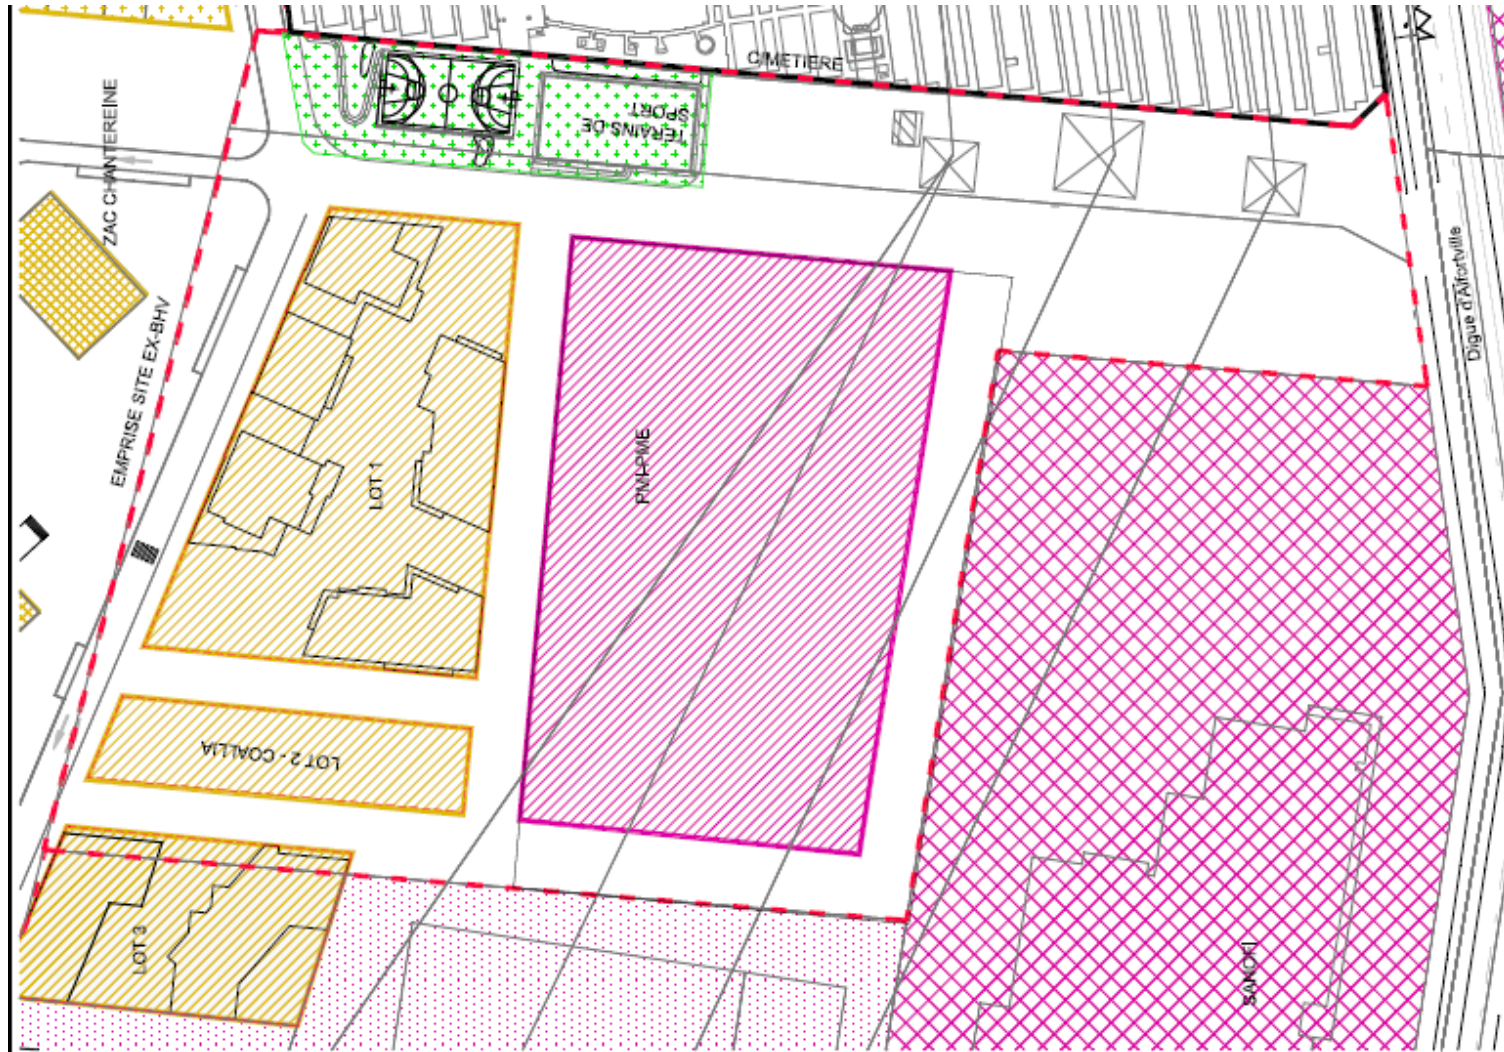 CIMETIERE
TERAINS DE
SPORT
ZAC CHANTEREINE
EMPRISE SITE EX-BHV
Digue d'Alfortville
LOT 1
PMI-PME
LOT 2 - COALLIA
LOT 3
SANOFI